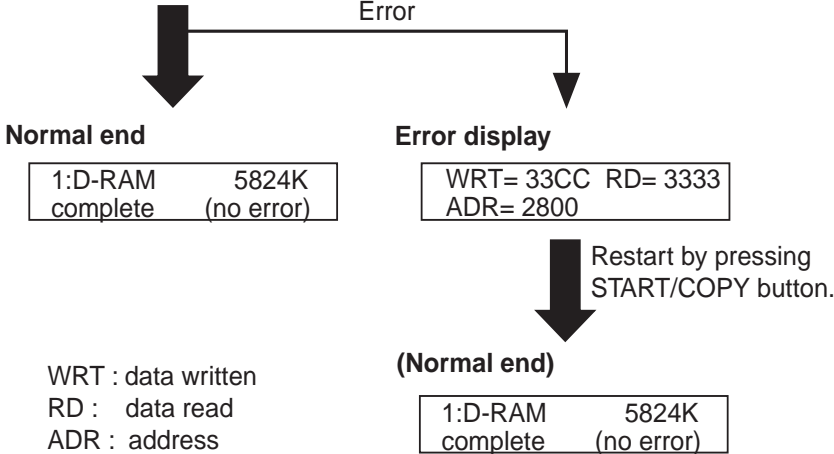 Error
Normal end
1:D-RAM 5824K
complete (no error)
Error display
WRT= 33CC RD= 3333
ADR= 2800
Restart by pressing
START/COPY button.
(Normal end)
1:D-RAM 5824K
complete (no error)
WRT : data written
RD : data read
ADR : address